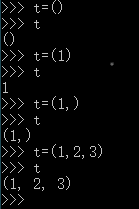 >>> t=()
>>> t
()
>>> t=(1)
>>> t
1
>>> t=(1,)
>>> t
(1,)
>>> t=(1,2,3)
>>> t
(1, 2, 3)
>>>